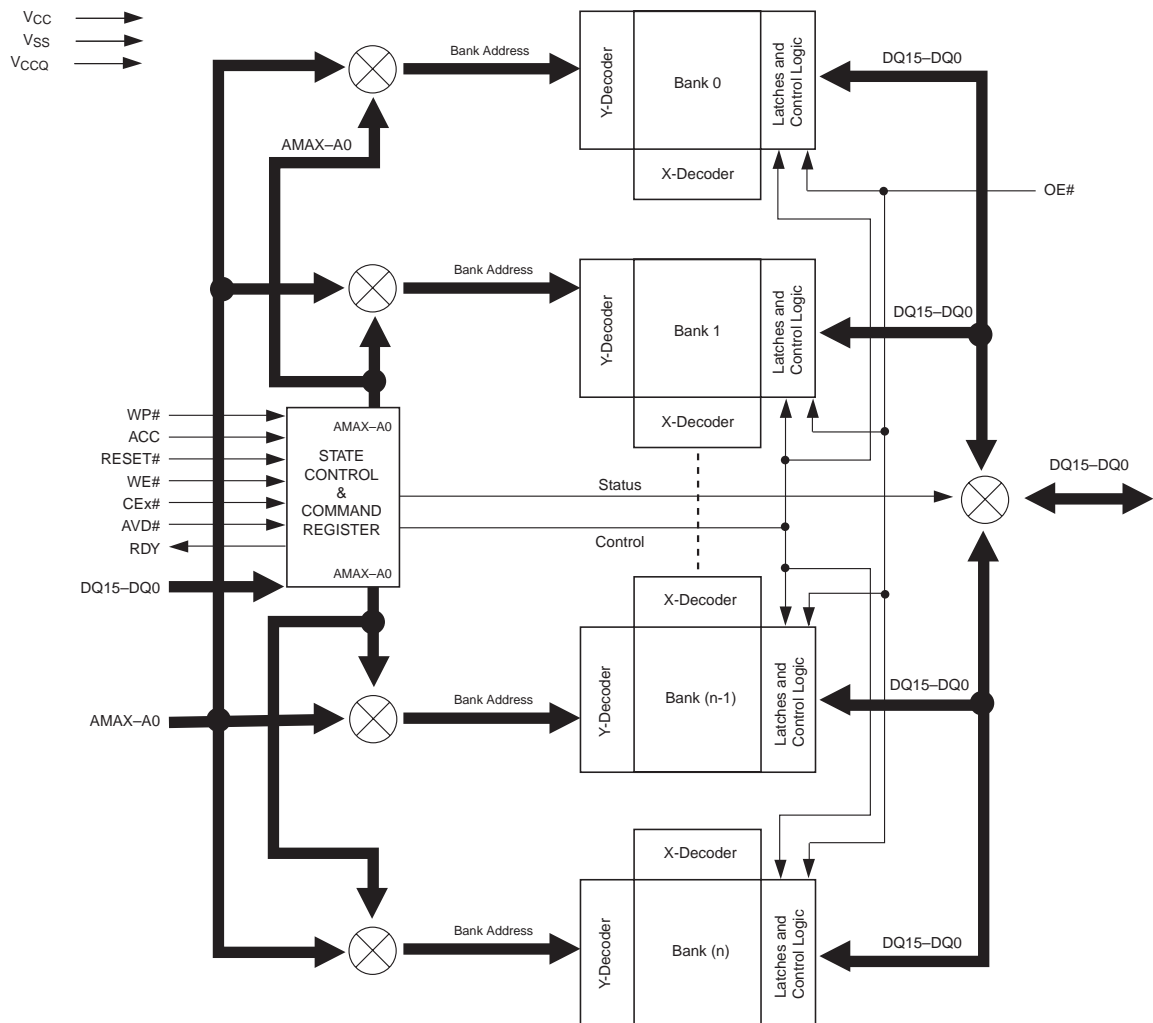 VCC
VSS
VCCQ
Bank Address
Y-Decoder
Bank 0
Latches and
Control Logic
DQ15–DQ0
X-Decoder
AMAX–A0
OE#
Bank Address
Y-Decoder
Bank 1
Latches and
Control Logic
DQ15–DQ0
X-Decoder
WP#
ACC
RESET#
WE#
CEx#
AVD#
RDY
DQ15–DQ0
AMAX–A0
STATE
CONTROL
&
COMMAND
REGISTER
AMAX–A0
Status
Control
DQ15–DQ0
X-Decoder
AMAX–A0
Bank Address
Y-Decoder
Bank (n-1)
Latches and
Control Logic
DQ15–DQ0
X-Decoder
Bank Address
Y-Decoder
Bank (n)
Latches and
Control Logic
DQ15–DQ0